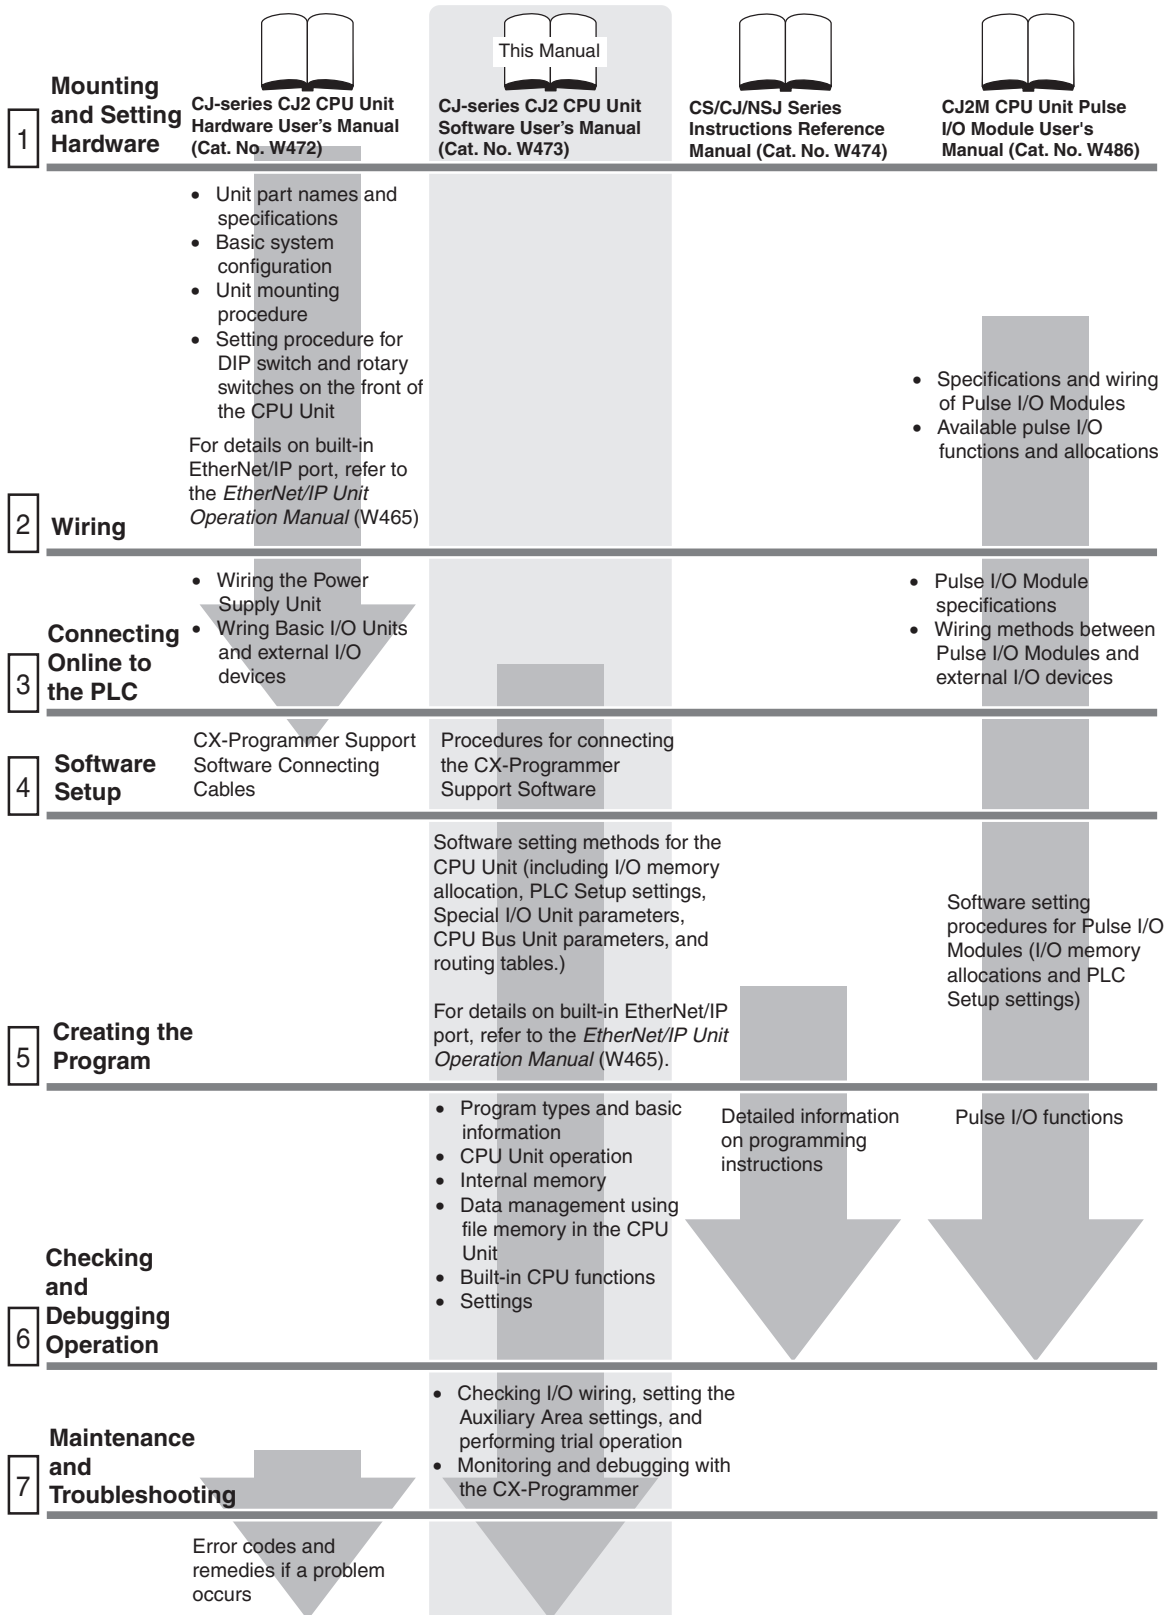 This Manual
1
Mounting
and Setting
Hardware
CJ-series CJ2 CPU Unit
Hardware User's Manual
(Cat. No. W472)
CJ-series CJ2 CPU Unit
Software User's Manual
(Cat. No. W473)
CS/CJ/NSJ Series
Instructions Reference
Manual (Cat. No. W474)
CJ2M CPU Unit Pulse
I/O Module User's
Manual (Cat. No. W486)
• Unit part names and
specifications
• Basic system
configuration
• Unit mounting
procedure
• Setting procedure for
DIP switch and rotary
switches on the front of
the CPU Unit
For details on built-in
EtherNet/IP port, refer to
the EtherNet/IP Unit
Operation Manual (W465)
• Specifications and wiring
of Pulse I/O Modules
• Available pulse I/O
functions and allocations
2
Wiring
• Wiring the Power
Supply Unit
• Wring Basic I/O Units
and external I/O
devices
• Pulse I/O Module
specifications
• Wiring methods between
Pulse I/O Modules and
external I/O devices
3
Connecting
Online to
the PLC
CX-Programmer Support
Software Connecting
Cables
Procedures for connecting
the CX-Programmer
Support Software
4
Software
Setup
Software setting methods for the
CPU Unit (including I/O memory
allocation, PLC Setup settings,
Special I/O Unit parameters,
CPU Bus Unit parameters, and
routing tables.)
For details on built-in EtherNet/IP
port, refer to the EtherNet/IP Unit
Operation Manual (W465).
Software setting
procedures for Pulse I/O
Modules (I/O memory
allocations and PLC
Setup settings)
5
Creating the
Program
• Program types and basic
information
• CPU Unit operation
• Internal memory
• Data management using
file memory in the CPU
Unit
• Built-in CPU functions
• Settings
Detailed information
on programming
instructions
Pulse I/O functions
6
Checking
and
Debugging
Operation
• Checking I/O wiring, setting the
Auxiliary Area settings, and
performing trial operation
• Monitoring and debugging with
the CX-Programmer
7
Maintenance
and
Troubleshooting
Error codes and
remedies if a problem
occurs